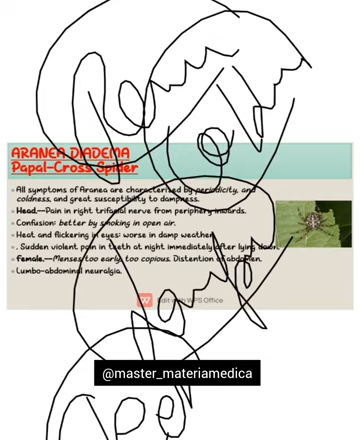 ARANEA DIADEMA
Papal-Cross Spider
All symptoms of Aranea are characterized by periodicity, and
coldness, and great susceptibility to dampness.
Head.--Pain in right trifacial nerve from periphery inwards.
Confusion: better by smoking in open air.
Heat and flickering in eyes: worse in damp weather.
. Sudden violent pain in teeth at night immediately after lying down.
Female.--Menses too early, too copious. Distention of abdomen.
Lumbo-abdominal neuralgia.
Edit with WPS Office
@master_materiamedica